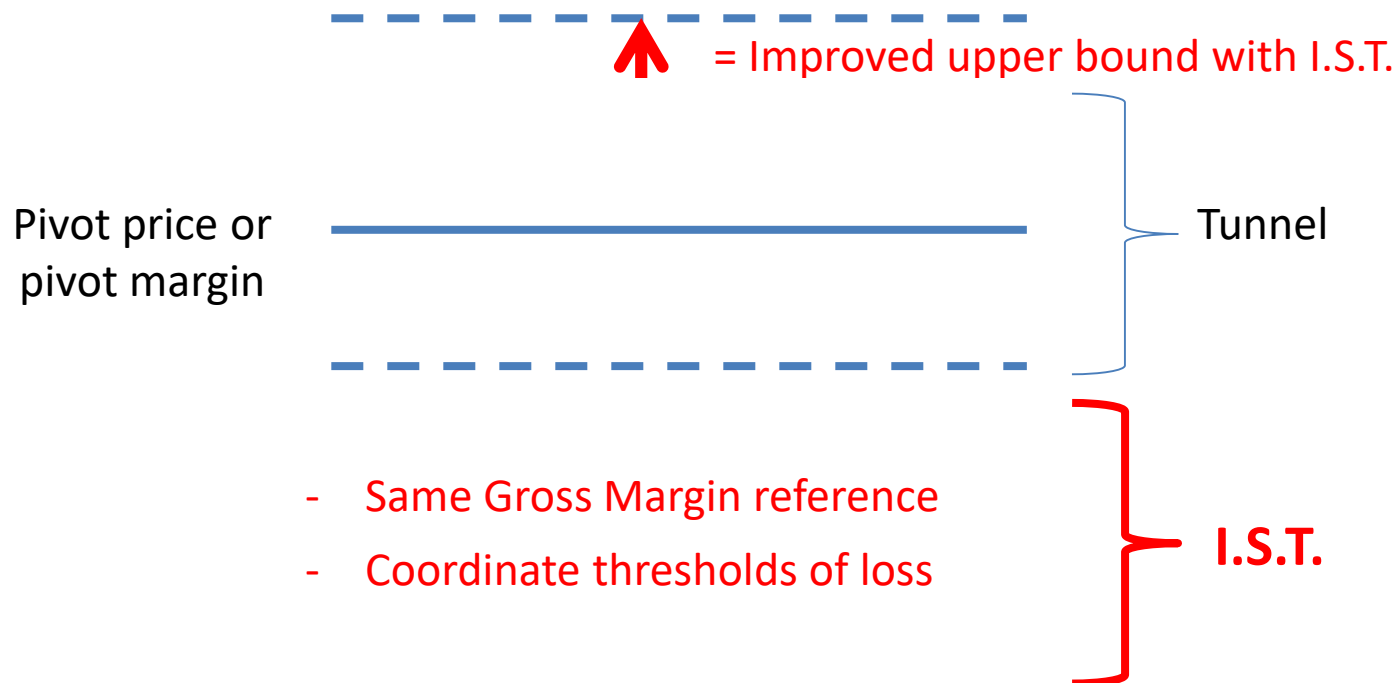 = Improved upper bound with I.S.T.
Pivot price or
pivot margin
Tunnel
- Same Gross Margin reference
- Coordinate thresholds of loss
I.S.T.